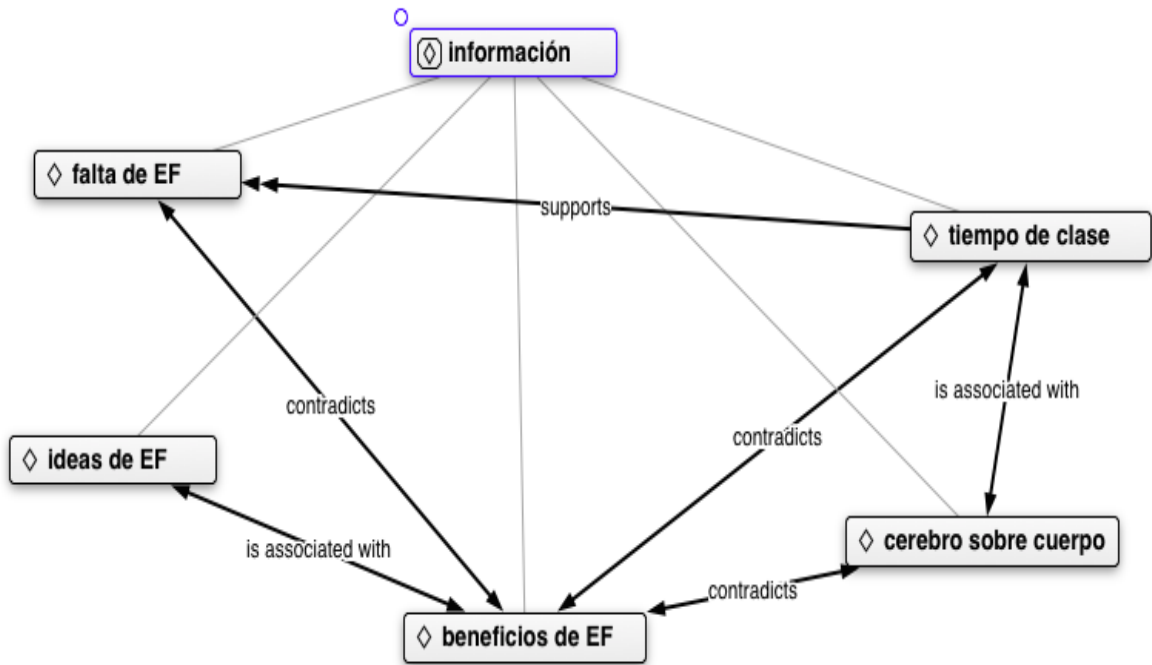 información
falta de EF
supports
tiempo de clase
is associated with
contradicts
contradicts
ideas de EF
cerebro sobre cuerpo
is associated with
contradicts
beneficios de EF